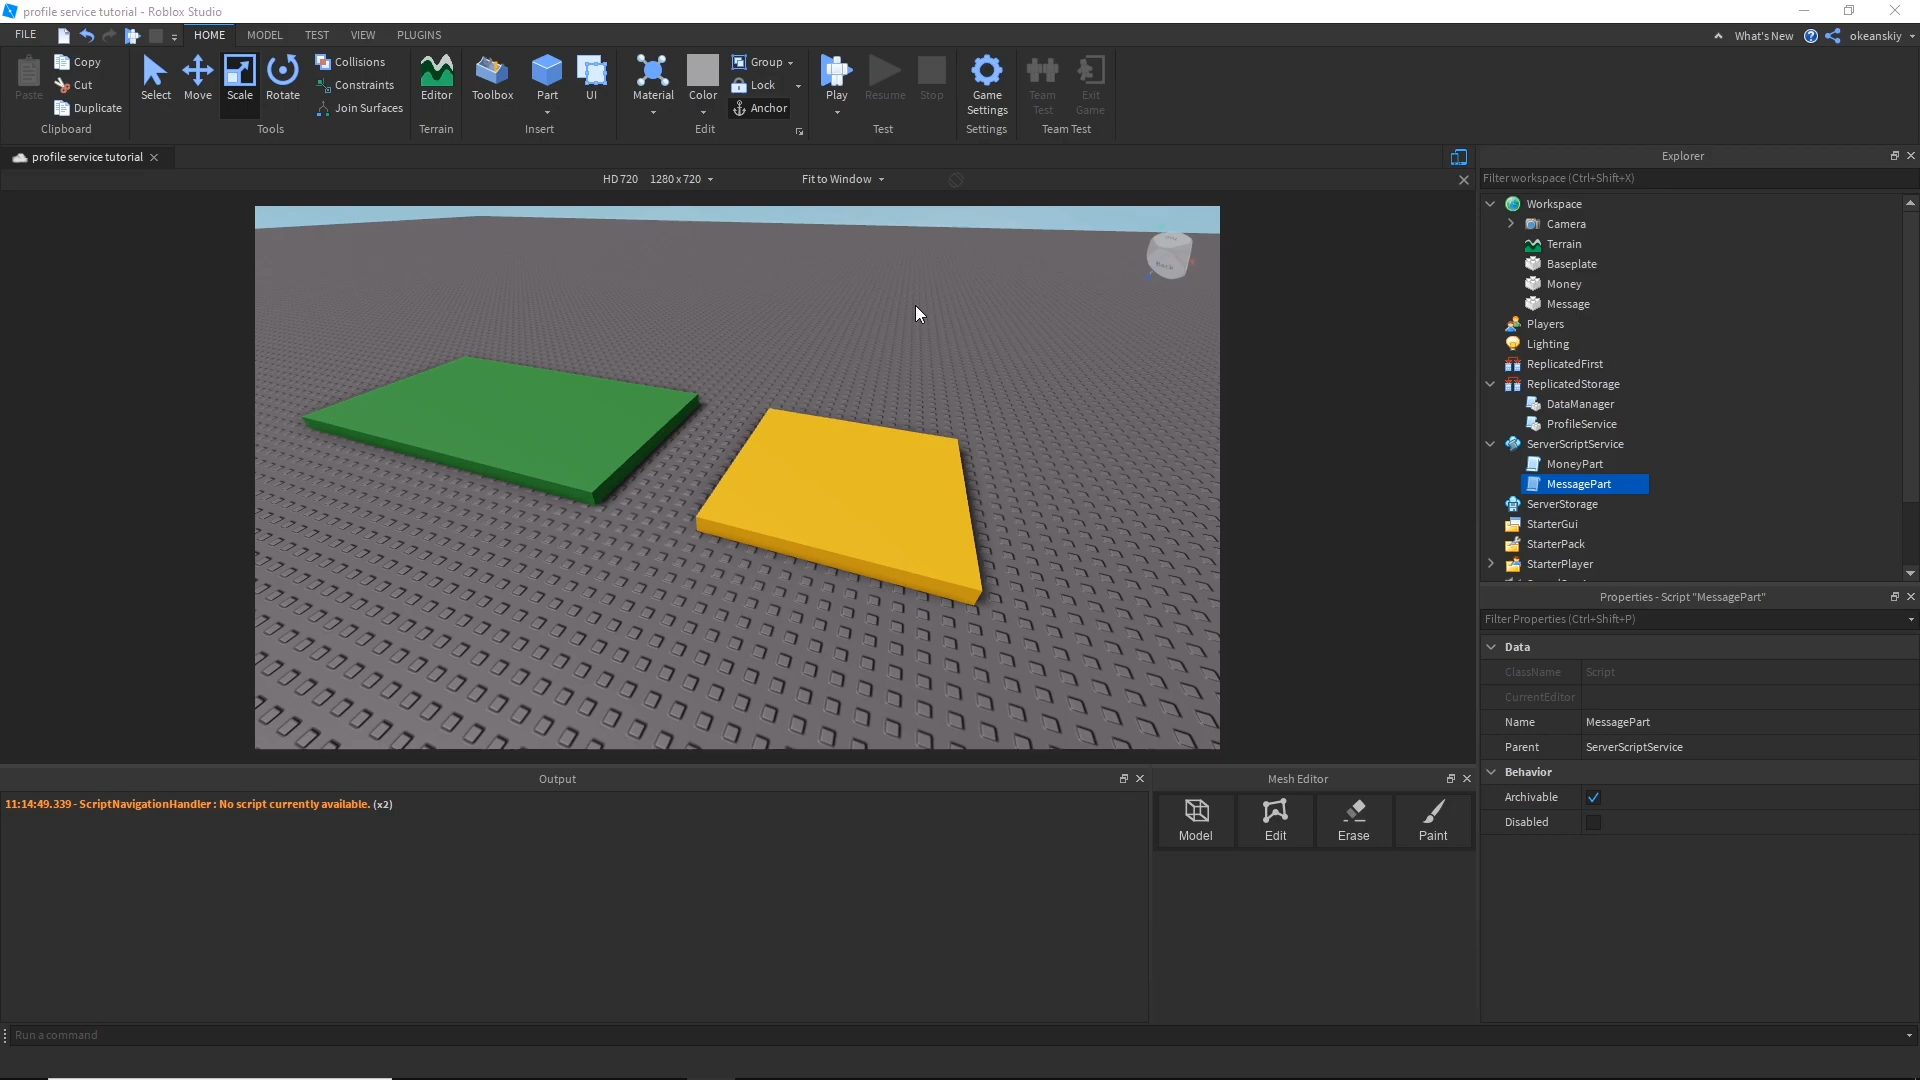 profile service tutorial - Roblox Studio
FILE
HOME
MODEL
TEST
VIEW
PLUGINS
What's New
okeanskiy
Paste
Copy
Cut
Duplicate
Clipboard
Select
Move
Scale
Rotate
Collisions
Constraints
Join Surfaces
Tools
Editor
Terrain
Toolbox
Part
UI
Insert
Material
Color
Group
Lock
Anchor
Edit
Play
Resume
Stop
Test
Game
Settings
Settings
Team
Test
Exit
Game
Team Test
profile service tutorial
HD720 1280x720
Fit to Window
Back
Explorer
Filter workspace (Ctrl+Shift+X)
Workspace
Camera
Terrain
Baseplate
Money
Message
Players
Lighting
ReplicatedFirst
ReplicatedStorage
DataManager
ProfileService
ServerScriptService
MoneyPart
MessagePart
ServerStorage
StarterGui
StarterPack
StarterPlayer
Properties - Script "MessagePart"
Filter Properties (Ctrl+Shift+P)
Data
ClassName Script
CurrentEditor
Name MessagePart
Parent ServerScriptService
Behavior
Archivable
Disabled
Output
11:14:49.339 - ScriptNavigationHandler : No script currently available. (x2)
Mesh Editor
Model
Edit
Erase
Paint
Run a command